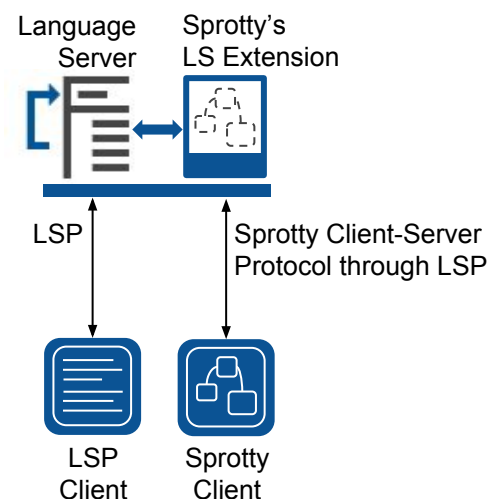 Language
Server
Sprotty’s
LS Extension
LSP
Sprotty Client-Server
Protocol through LSP
LSP
Client
Sprotty
Client